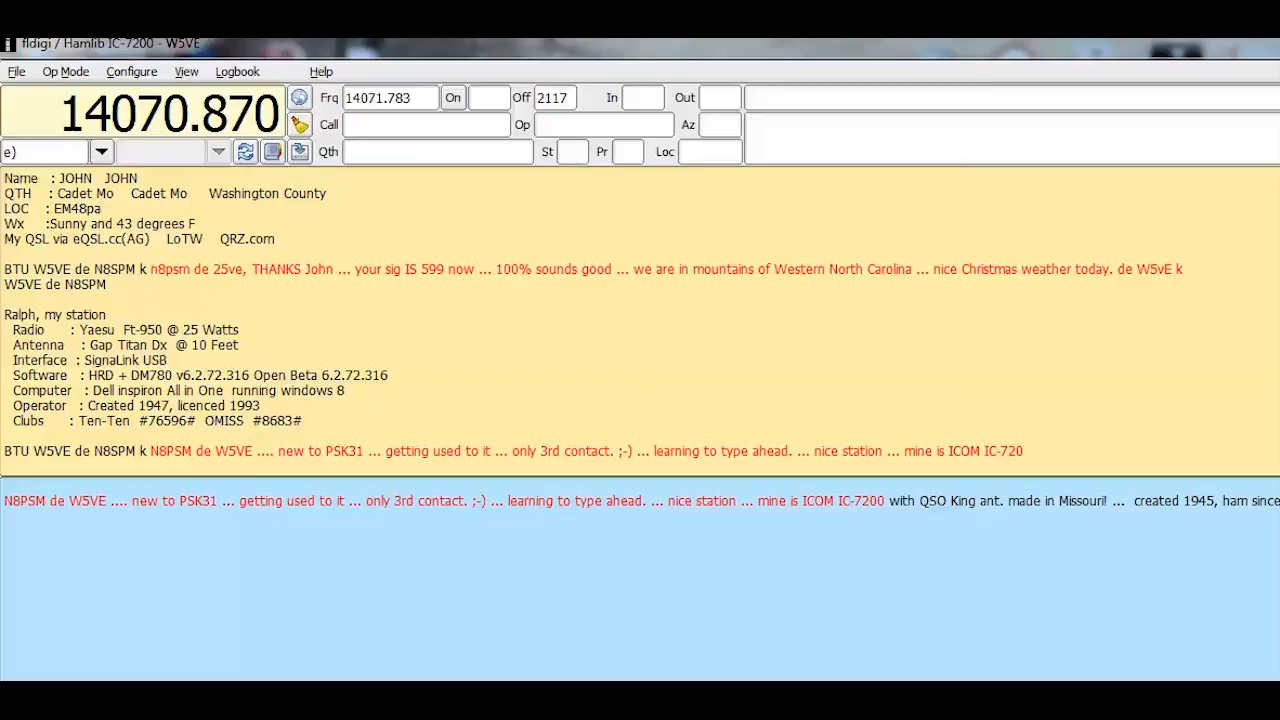 fldigi / Hamlib IC-7200 - W5VE
File Op Mode Configure View Logbook Help
14070.870
Frq 14071.783 On Off 2117 In Out
Call Op Az
e) Qth St Pr Loc
Name : JOHN JOHN
QTH : Cadet Mo Cadet Mo Washington County
LOC : EM48pa
Wx :Sunny and 43 degrees F
My QSL via eQSL.cc(AG) LoTW QRZ.com
BTU W5VE de N8SPM k n8psm de 25ve, THANKS John ... your sig IS 599 now ... 100% sounds good ... we are in mountains of Western North Carolina ... nice Christmas weather today. de W5vE k
W5VE de N8SPM
Ralph, my station
Radio : Yaesu Ft-950 @ 25 Watts
Antenna : Gap Titan Dx @ 10 Feet
Interface : SignaLink USB
Software : HRD + DM780 v6.2.72.316 Open Beta 6.2.72.316
Computer : Dell inspiron All in One running windows 8
Operator : Created 1947, licenced 1993
Clubs : Ten-Ten #76596# OMISS #8683#
BTU W5VE de N8SPM k N8PSM de W5VE .... new to PSK31 ... getting used to it ... only 3rd contact. ;-) ... learning to type ahead. ... nice station ... mine is ICOM IC-720
N8PSM de W5VE .... new to PSK31 ... getting used to it ... only 3rd contact. ;-) ... learning to type ahead. ... nice station ... mine is ICOM IC-7200 with QSO King ant. made in Missouri! ... created 1945, ham since